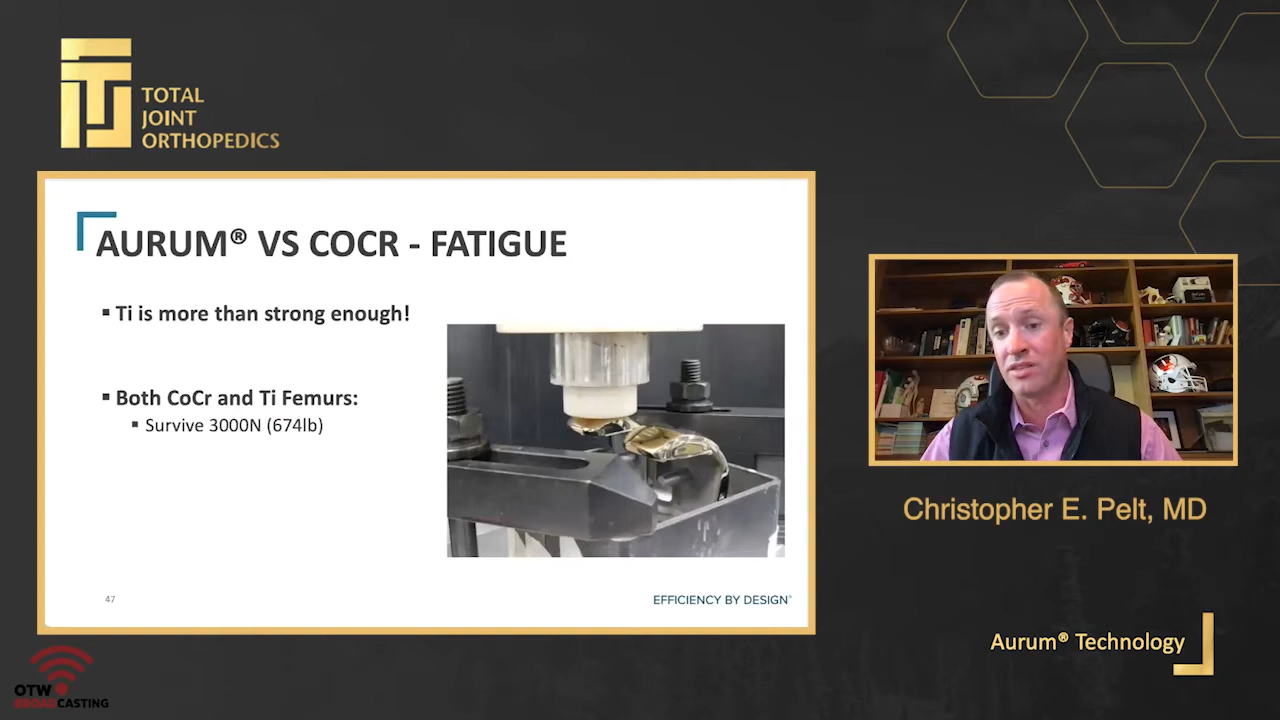 TOTAL
JOINT
ORTHOPEDICS
AURUM® VS COCR - FATIGUE
▪ Ti is more than strong enough!
▪ Both CoCr and Ti Femurs:
▪ Survive 3000N (674lb)
47
EFFICIENCY BY DESIGN®
Christopher E. Pelt, MD
Aurum® Technology
OTW
BROADCASTING